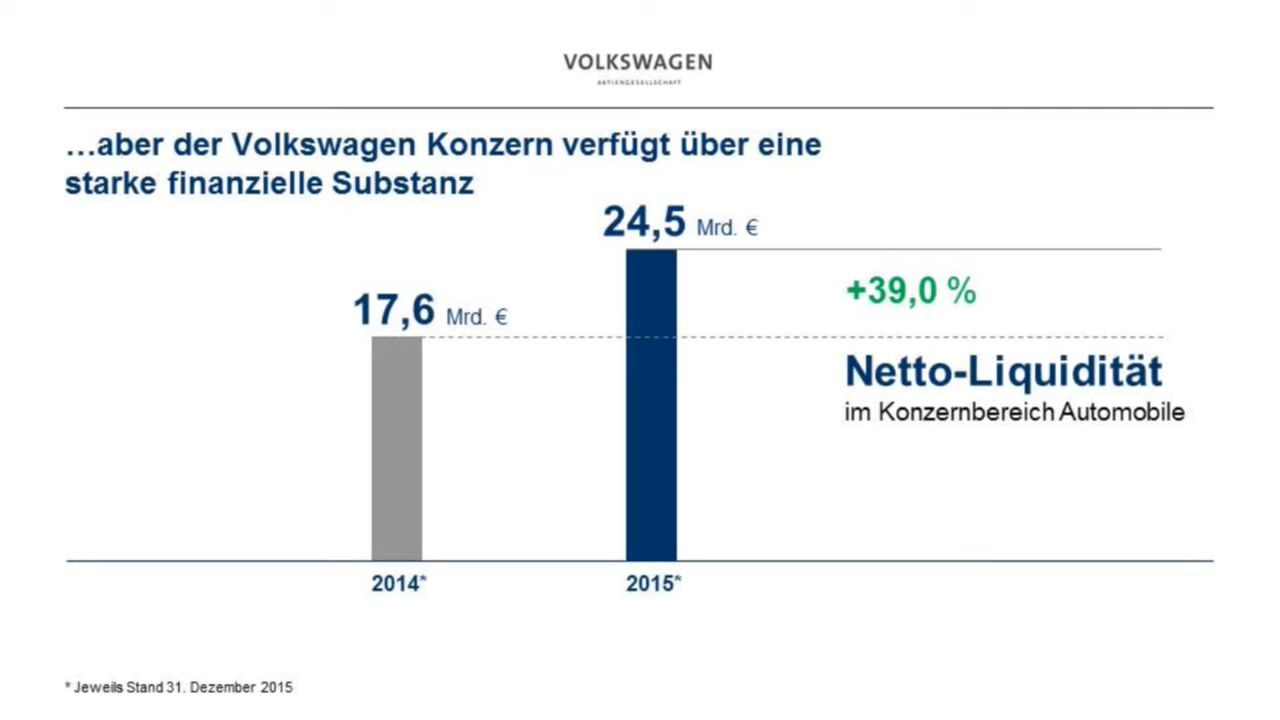 VOLKSWAGEN
AKTIENGESELLSCHAFT
…aber der Volkswagen Konzern verfügt über eine
starke finanzielle Substanz
24,5 Mrd. €
+39,0 %
17,6 Mrd. €
Netto-Liquidität
im Konzernbereich Automobile
2014*
2015*
* Jeweils Stand 31. Dezember 2015